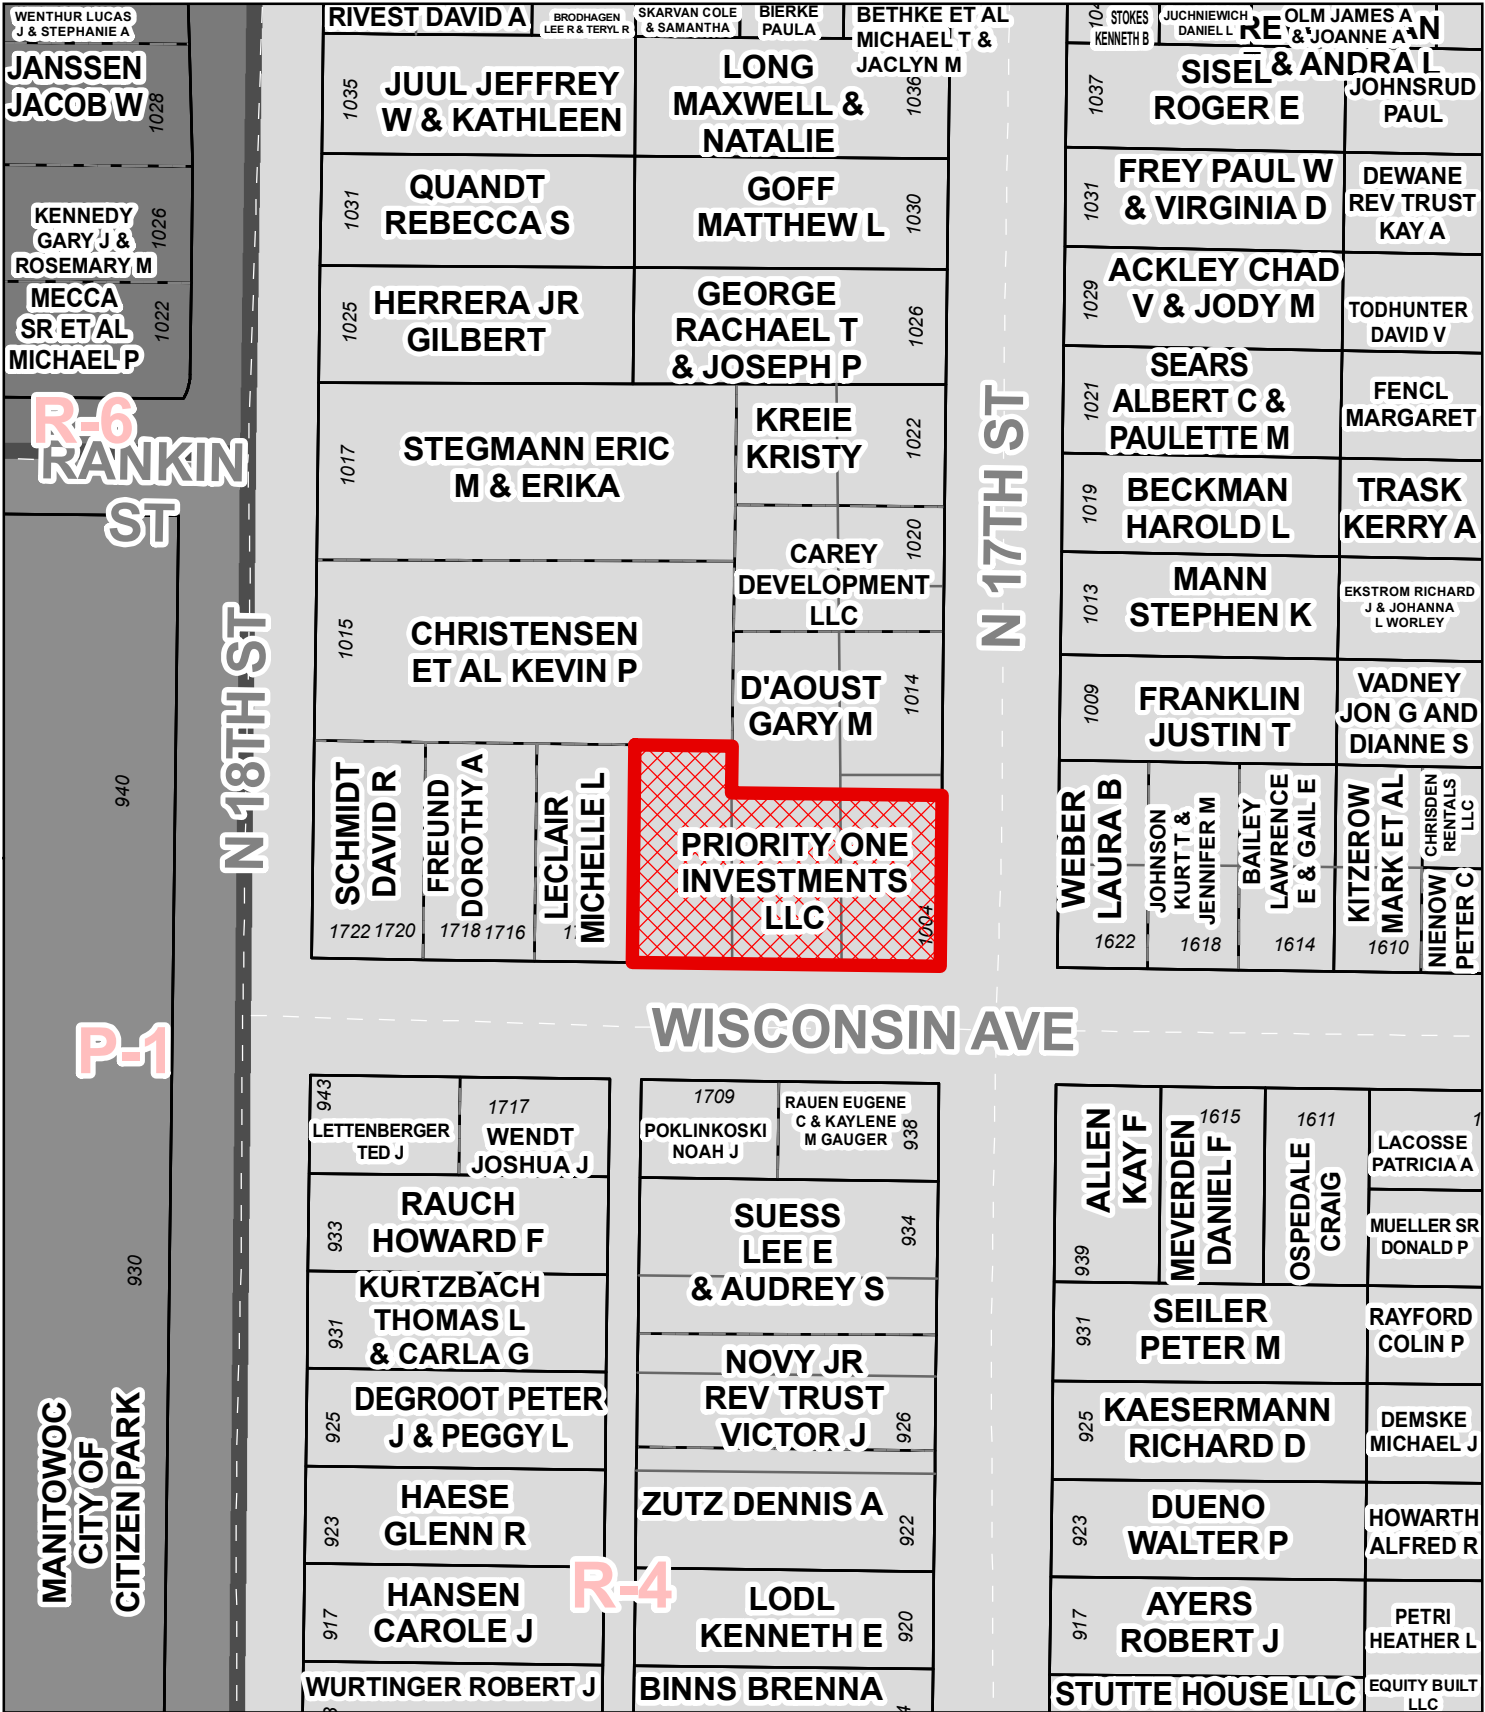 WENTHUR LUCAS
J & STEPHANIE A
RIVEST DAVID A
BRODHAGEN
LEE R & TERYL R
SKARVAN COLE
& SAMANTHA
BIERKE
PAULA
BETHKE ET AL
MICHAEL T &
JACLYN M
STOKES
KENNETH B
JUCHNIEWICH
DANIEL L
OLM JAMES A
& JOANNE A
& ANDRA L
JANSSEN
JACOB W
1028
1035
JUUL JEFFREY
W & KATHLEEN
LONG
MAXWELL &
NATALIE
1036
1037
SISEL
ROGER E
JOHNSRUD
PAUL
KENNEDY
GARY J &
ROSEMARY M
1026
1031
QUANDT
REBECCA S
GOFF
MATTHEW L
1030
1031
FREY PAUL W
& VIRGINIA D
DEWANE
REV TRUST
KAY A
MECCA
SR ET AL
MICHAEL P
1022
1025
HERRERA JR
GILBERT
GEORGE
RACHAEL T
& JOSEPH P
1026
1029
ACKLEY CHAD
V & JODY M
TODHUNTER
DAVID V
R-6
RANKIN
ST
1017
STEGMANN ERIC
M & ERIKA
KREIE
KRISTY
1022
N 17TH ST
1021
SEARS
ALBERT C &
PAULETTE M
FENCL
MARGARET
1019
BECKMAN
HAROLD L
TRASK
KERRY A
CAREY
DEVELOPMENT
LLC
1020
1013
MANN
STEPHEN K
EKSTROM RICHARD
J & JOHANNA
L WORLEY
N 18TH ST
1015
CHRISTENSEN
ET AL KEVIN P
D'AOUST
GARY M
1014
1009
FRANKLIN
JUSTIN T
VADNEY
JON G AND
DIANNE S
940
SCHMIDT
DAVID R
1722 1720
FREUND
DOROTHY A
1718 1716
LECLAIR
MICHELLE L
PRIORITY ONE
INVESTMENTS
LLC
1004
WEBER
LAURA B
1622
JOHNSON
KURT T &
JENNIFER M
1618
BAILEY
LAWRENCE
E & GAIL E
1614
KITZEROW
MARK ET AL
1610
CHRISDEN
RENTALS
LLC
NIENOW
PETER C
WISCONSIN AVE
P-1
943
LETTENBERGER
TED J
1717
WENDT
JOSHUA J
1709
POKLINKOSKI
NOAH J
RAUEN EUGENE
C & KAYLENE
M GAUGER
938
ALLEN
KAY F
939
1615
MEVERDEN
DANIEL F
1611
OSPEDALE
CRAIG
LACOSSE
PATRICIA A
933
RAUCH
HOWARD F
SUESS
LEE E
& AUDREY S
934
MUELLER SR
DONALD P
930
931
KURTZBACH
THOMAS L
& CARLA G
931
SEILER
PETER M
RAYFORD
COLIN P
MANITOWOC
CITY OF
CITIZEN PARK
925
DEGROOT PETER
J & PEGGY L
NOVY JR
REV TRUST
VICTOR J
926
925
KAESERMANN
RICHARD D
DEMSKE
MICHAEL J
923
HAESE
GLENN R
ZUTZ DENNIS A
922
923
DUENO
WALTER P
HOWARTH
ALFRED R
R-4
917
HANSEN
CAROLE J
LODL
KENNETH E
920
917
AYERS
ROBERT J
PETRI
HEATHER L
WURTINGER ROBERT J
BINNS BRENNA
STUTTE HOUSE LLC
EQUITY BUILT
LLC